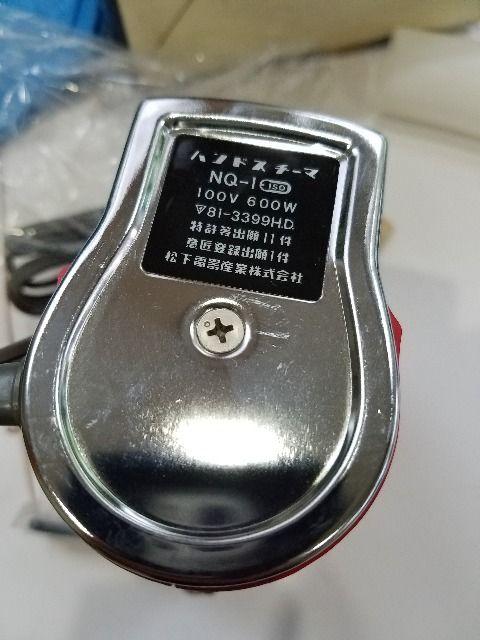 ハンドスチーマ
NQ-1 ISO
100V 600W
▽81-3399H.D.
特許等出願11件
意匠登録出願1件
松下電器産業株式会社